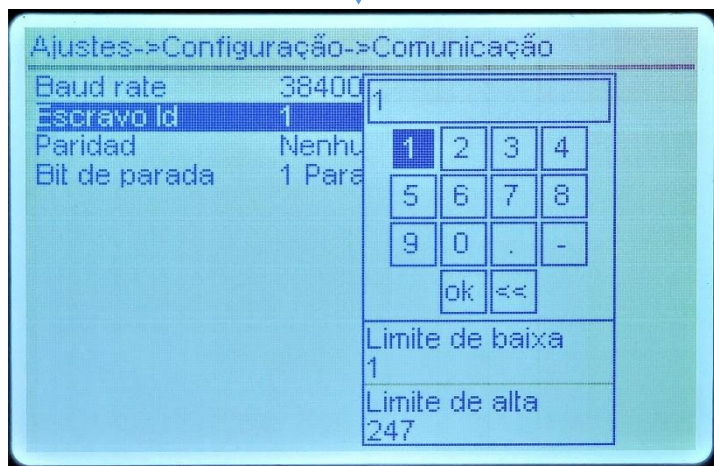 Ajustes->Configuração->Comunicação
Baud rate 38400
Escravo Id 1
Paridad Nenhu
Bit de parada 1 Para
1
1 2 3 4
5 6 7 8
9 0 . -
ok <<
Limite de baixa
1
Limite de alta
247